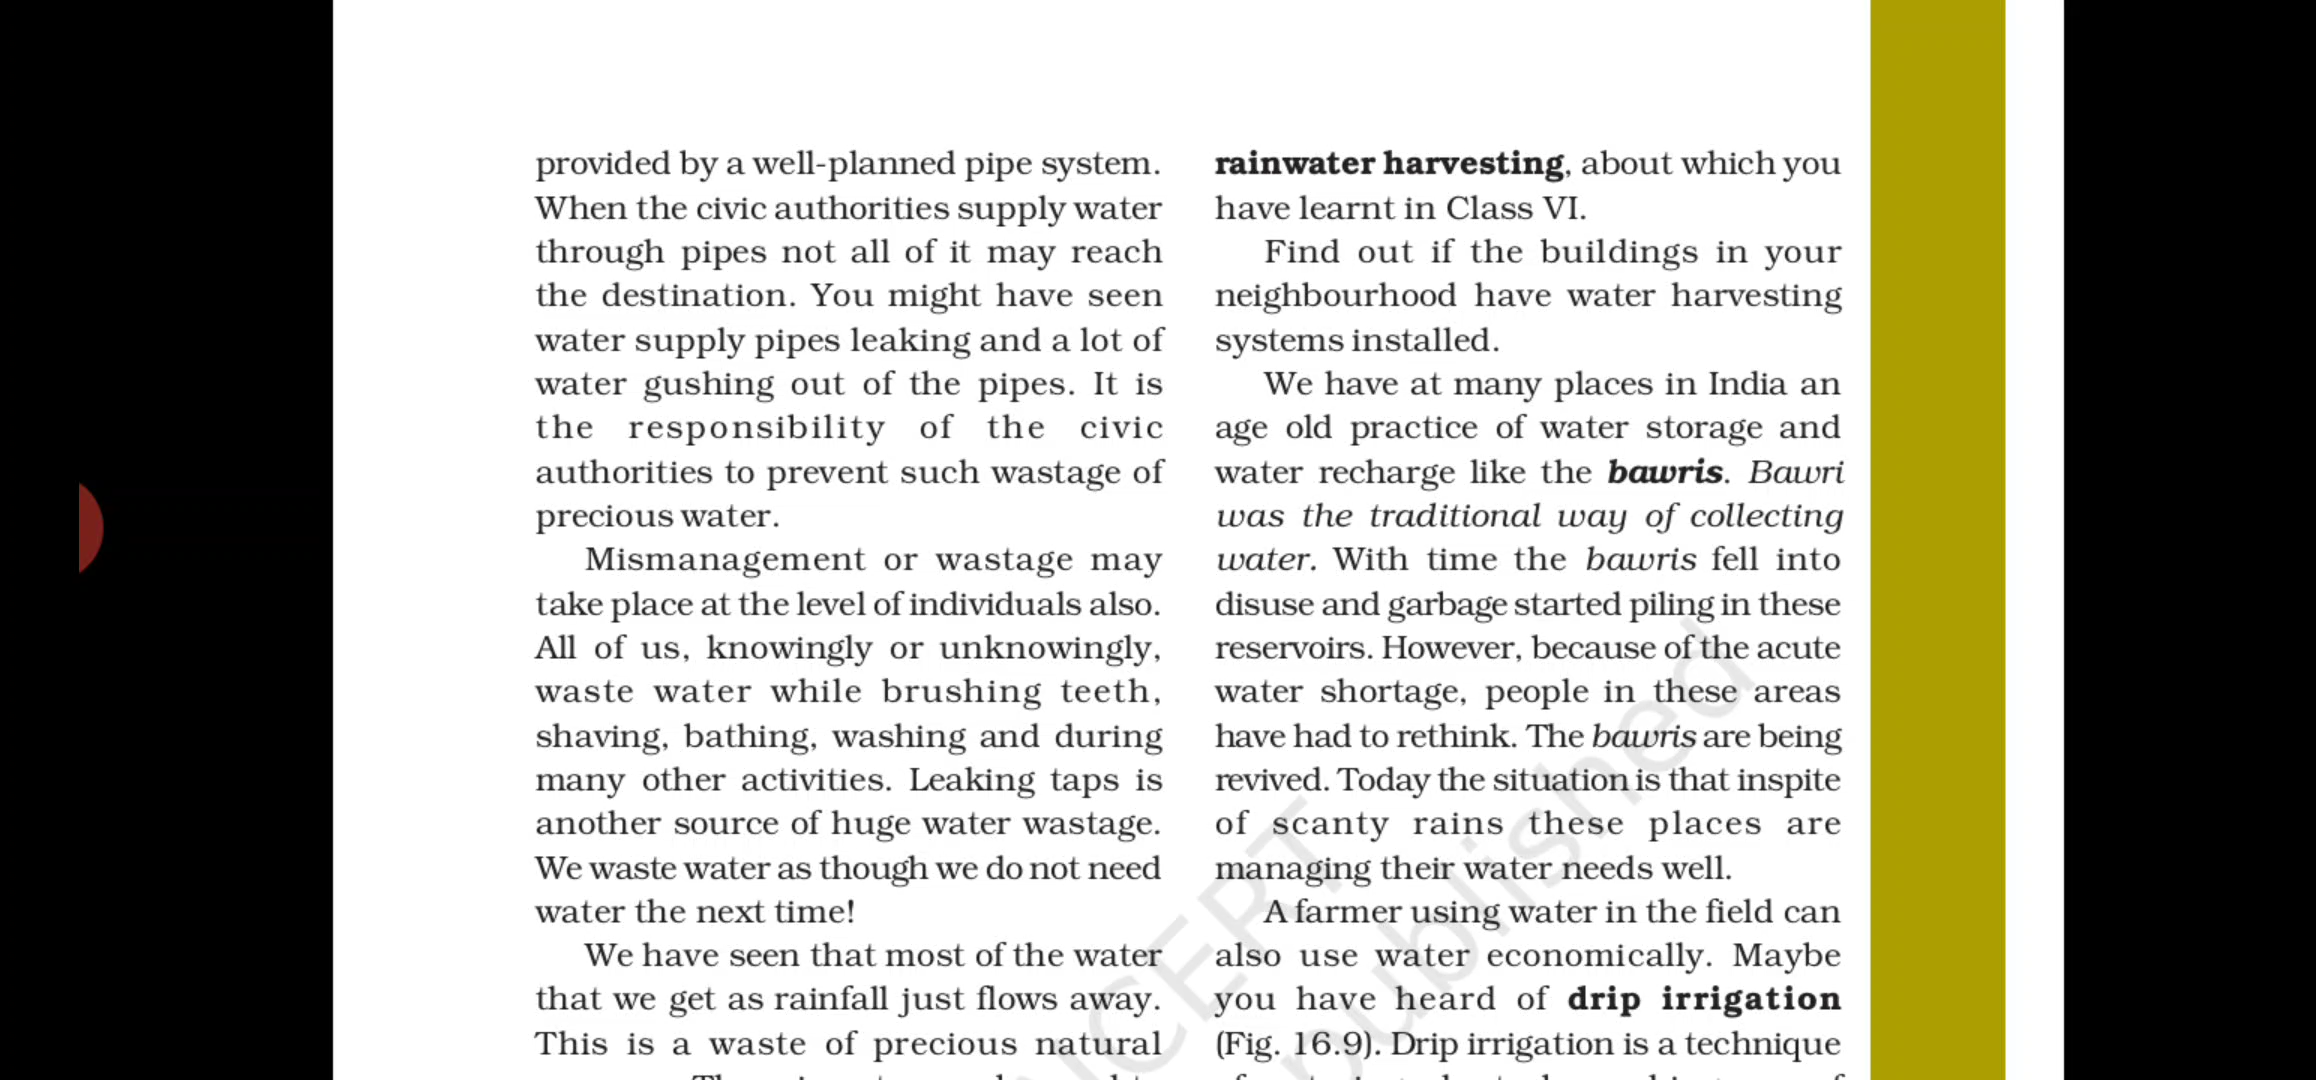 provided by a well-planned pipe system.
When the civic authorities supply water
through pipes not all of it may reach
the destination. You might have seen
water supply pipes leaking and a lot of
water gushing out of the pipes. It is
the responsibility of the civic
authorities to prevent such wastage of
precious water.
Mismanagement or wastage may
take place at the level of individuals also.
All of us, knowingly or unknowingly,
waste water while brushing teeth,
shaving, bathing, washing and during
many other activities. Leaking taps is
another source of huge water wastage.
We waste water as though we do not need
water the next time!
We have seen that most of the water
that we get as rainfall just flows away.
This is a waste of precious natural
rainwater harvesting, about which you
have learnt in Class VI.
Find out if the buildings in your
neighbourhood have water harvesting
systems installed.
We have at many places in India an
age old practice of water storage and
water recharge like the bawris. Bawri
was the traditional way of collecting
water. With time the bawris fell into
disuse and garbage started piling in these
reservoirs. However, because of the acute
water shortage, people in these areas
have had to rethink. The bawris are being
revived. Today the situation is that inspite
of scanty rains these places are
managing their water needs well.
A farmer using water in the field can
also use water economically. Maybe
you have heard of drip irrigation
(Fig. 16.9). Drip irrigation is a technique
NCERT
published